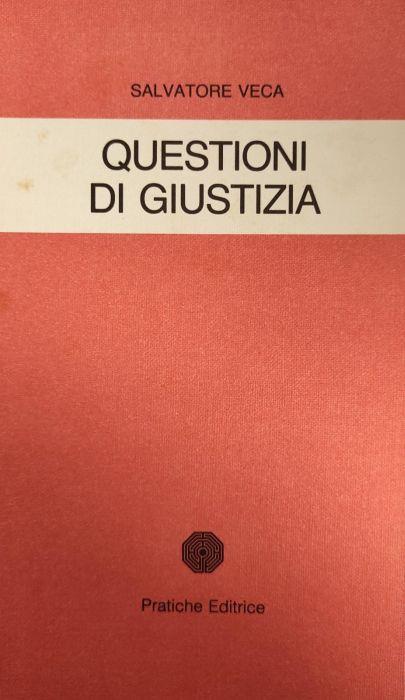 SALVATORE VECA
QUESTIONI
DI GIUSTIZIA
Pratiche Editrice